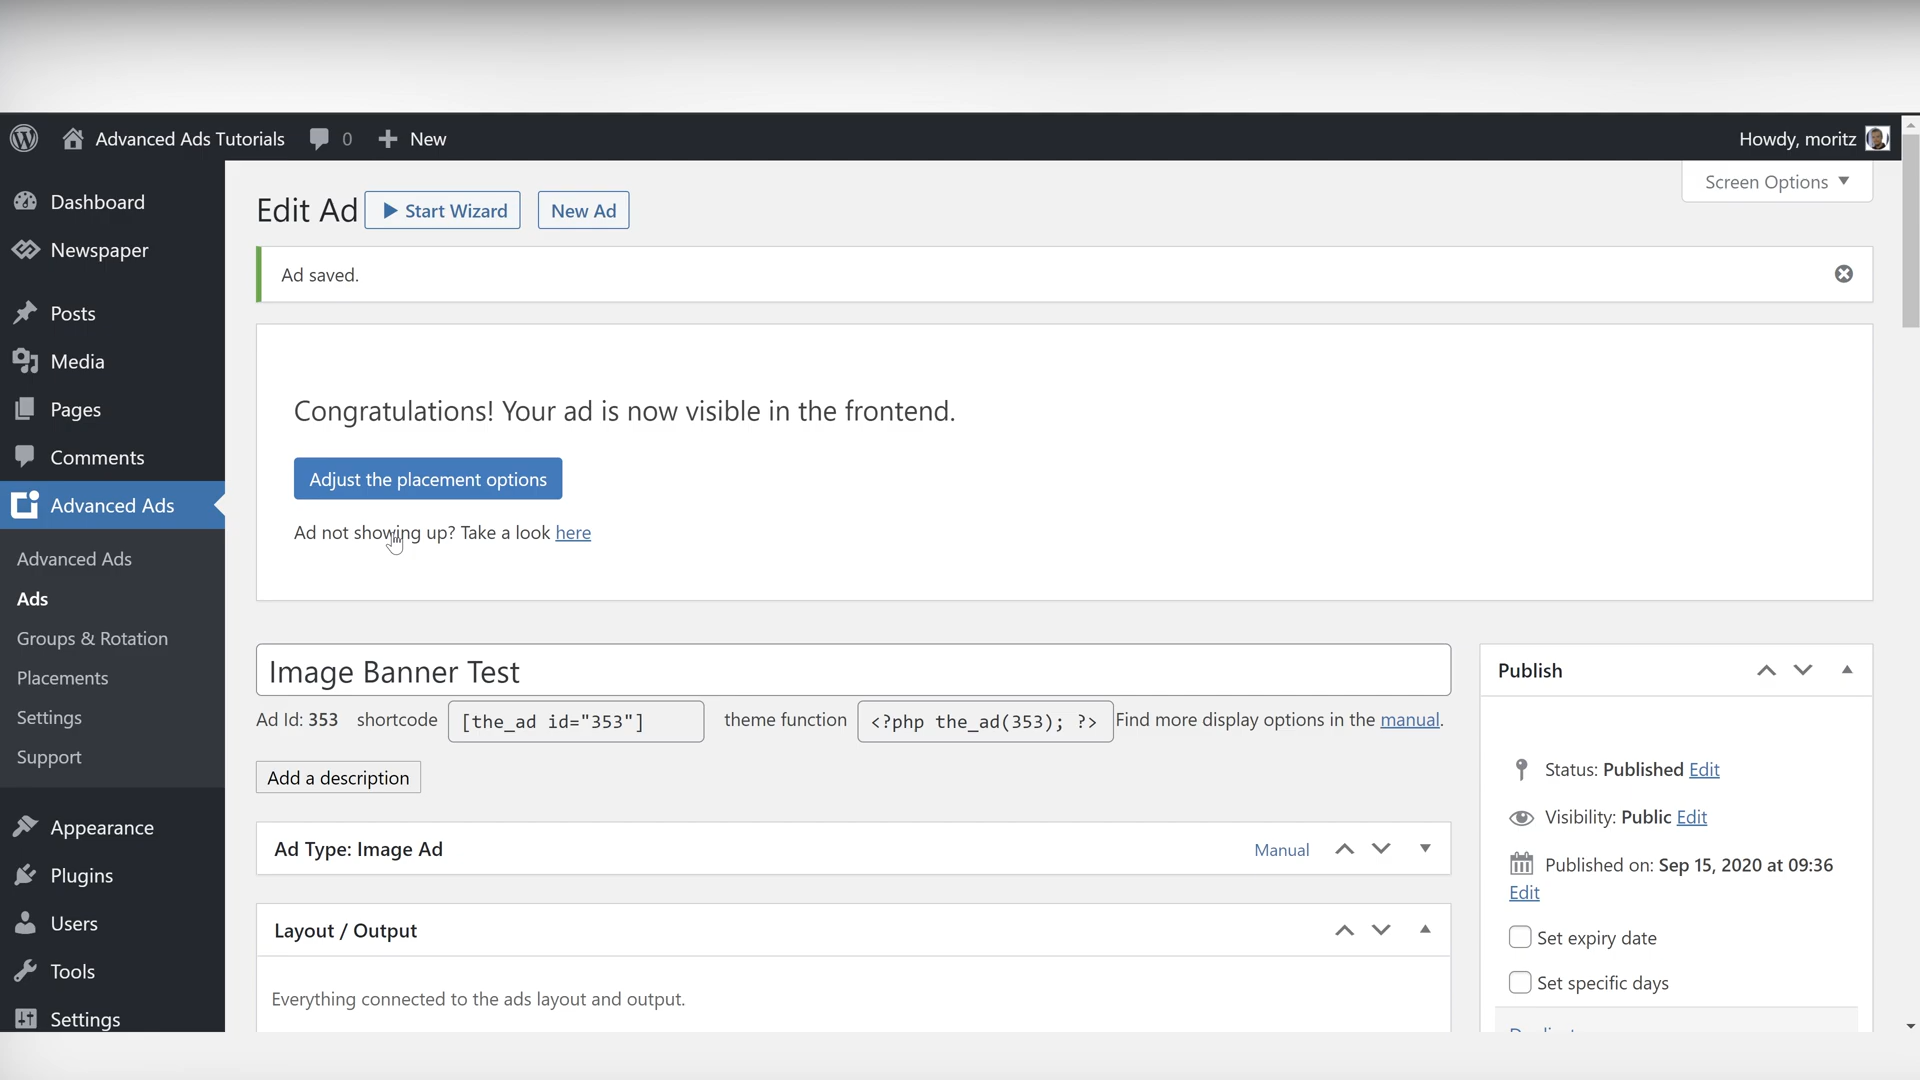 Advanced Ads Tutorials 0 New Howdy, moritz
Screen Options
Dashboard
Newspaper
Posts
Media
Pages
Comments
Advanced Ads
Advanced Ads
Ads
Groups & Rotation
Placements
Settings
Support
Appearance
Plugins
Users
Tools
Settings
Edit Ad Start Wizard New Ad
Ad saved.
Congratulations! Your ad is now visible in the frontend.
Adjust the placement options
Ad not showing up? Take a look here
Image Banner Test
Ad Id: 353 shortcode [the_ad id="353"] theme function <?php the_ad(353); ?> Find more display options in the manual.
Add a description
Ad Type: Image Ad Manual
Layout / Output
Everything connected to the ads layout and output.
Publish
Status: Published Edit
Visibility: Public Edit
Published on: Sep 15, 2020 at 09:36
Edit
Set expiry date
Set specific days